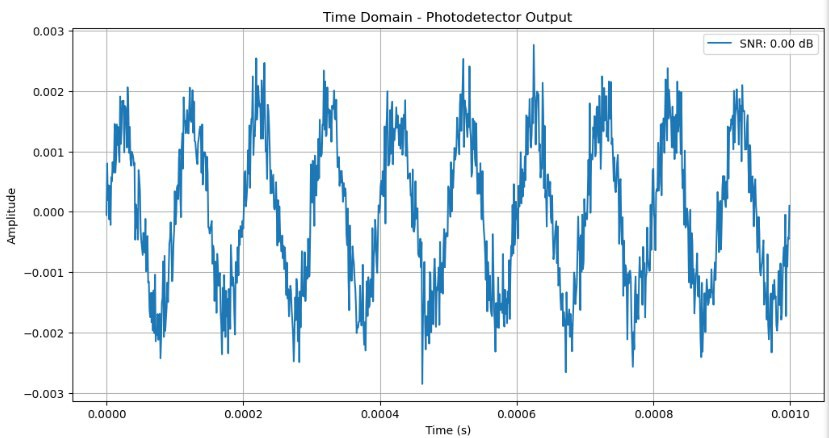 Time Domain - Photodetector Output
SNR: 0.00 dB
0.003
0.002
0.001
0.000
−0.001
−0.002
−0.003
Amplitude
0.0000 0.0002 0.0004 0.0006 0.0008 0.0010
Time (s)